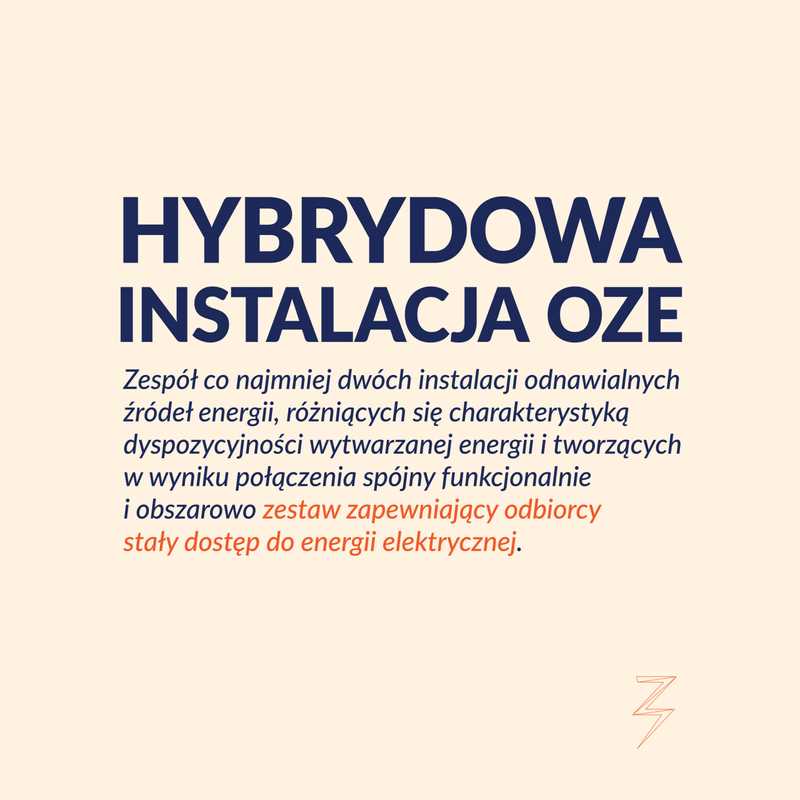 HYBRYDOWA
INSTALACJA OZE
Zespół co najmniej dwóch instalacji odnawialnych
źródeł energii, różniących się charakterystyką
dyspozycyjności wytwarzanej energii i tworzących
w wyniku połączenia spójny funkcjonalnie
i obszarowo zestaw zapewniający odbiorcy
stały dostęp do energii elektrycznej.